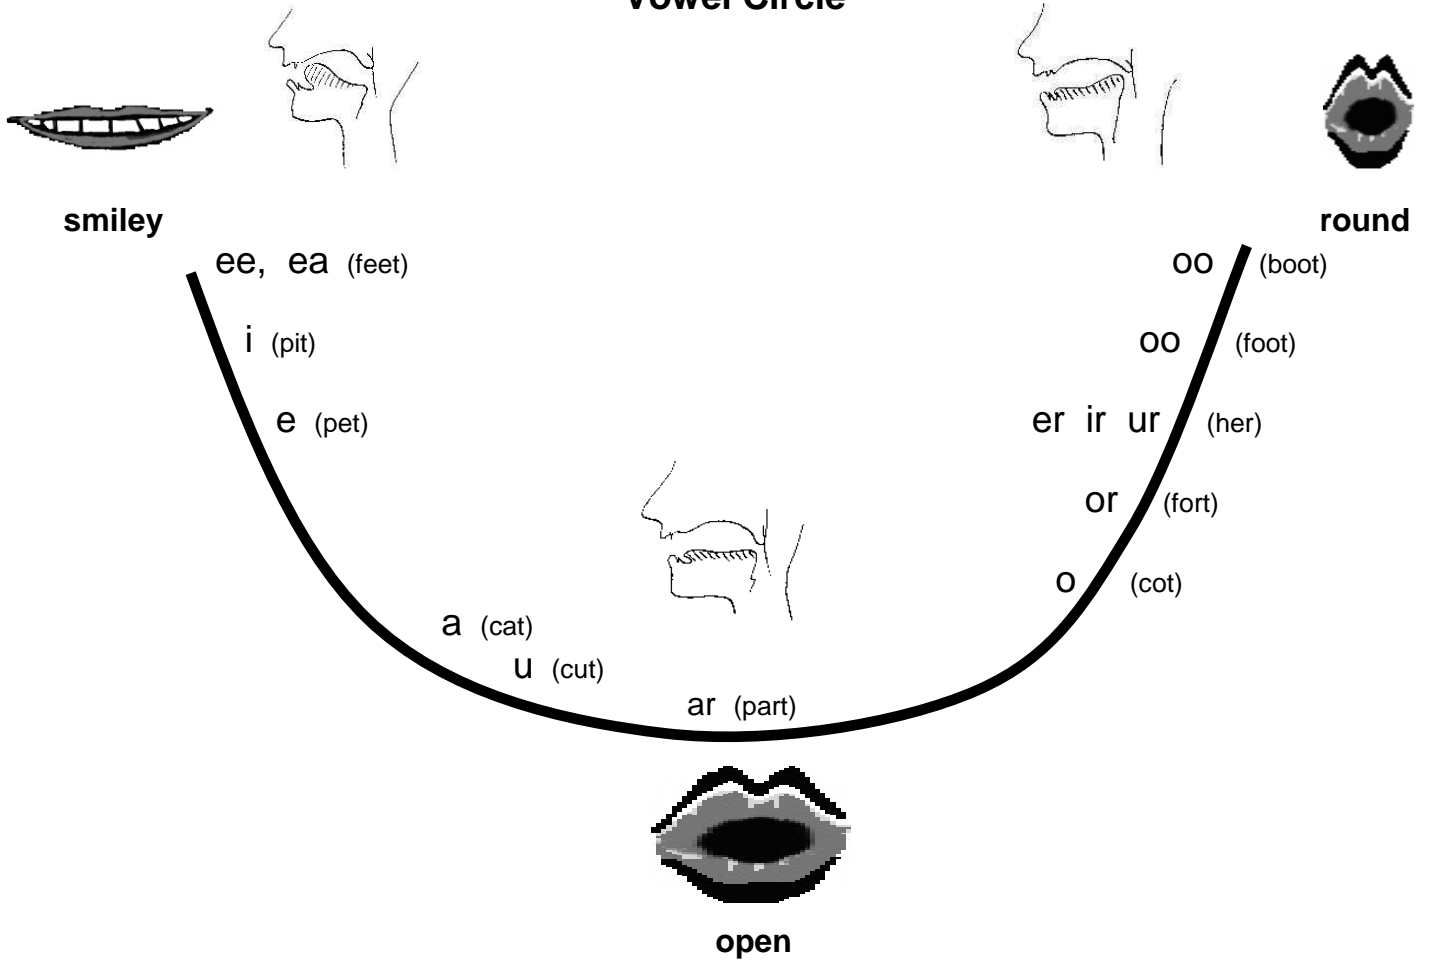 Vowel Circle
smiley
round
ee, ea (feet)
oo (boot)
i (pit)
oo (foot)
e (pet)
er ir ur (her)
or (fort)
o (cot)
a (cat)
u (cut)
ar (part)
open